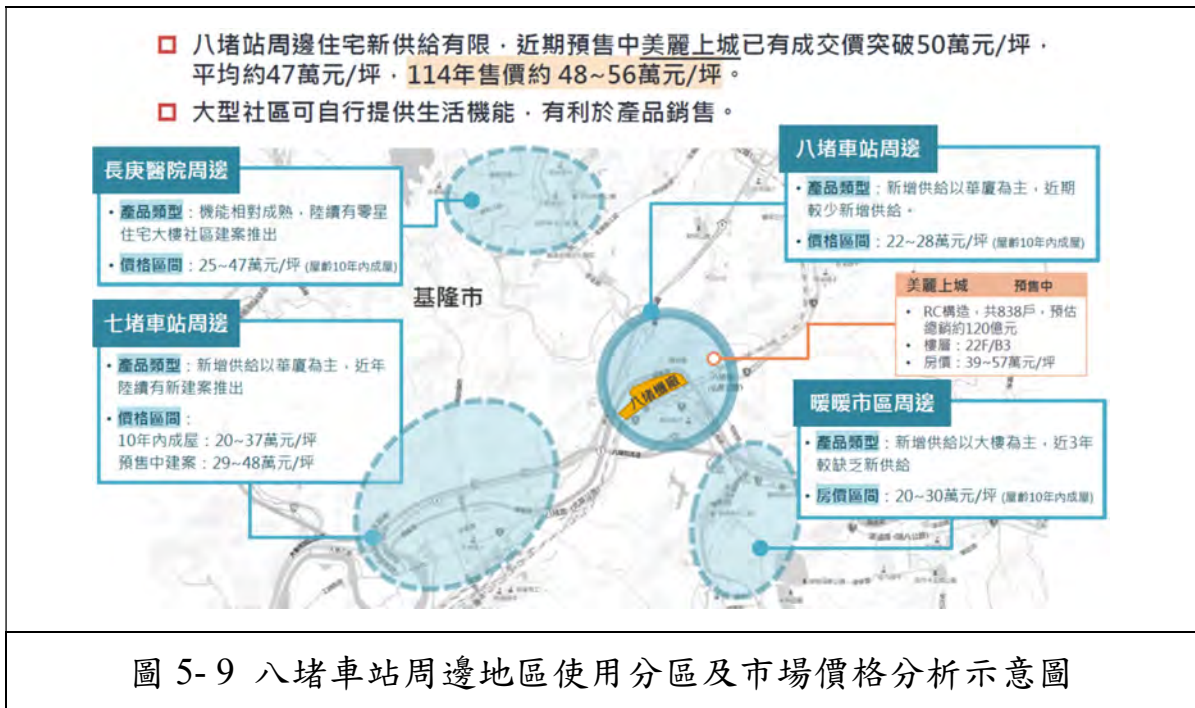 八堵站周邊住宅新供給有限，近期預售中美麗上城已有成交價突破50萬元/坪，
平均約47萬元/坪，114年售價約 48~56萬元/坪。
大型社區可自行提供生活機能，有利於產品銷售。
長庚醫院周邊
• 產品類型：機能相對成熟，陸續有零星
住宅大樓社區建案推出
• 價格區間：25~47萬元/坪 (屋齡10年內成屋)
八堵車站周邊
• 產品類型：新增供給以華廈為主，近期
較少新增供給。
• 價格區間：22~28萬元/坪 (屋齡10年內成屋)
基隆市
美麗上城 預售中
• RC構造，共838戶，預估
總銷約120億元
• 樓層：22F/B3
• 房價：39~57萬元/坪
七堵車站周邊
• 產品類型：新增供給以華廈為主，近年
陸續有新建案推出
• 價格區間：
10年內成屋：20~37萬元/坪
預售中建案：29~48萬元/坪
八堵機廠
暖暖市區周邊
• 產品類型：新增供給以大樓為主，近3年
較缺乏新供給
• 房價區間：20~30萬元/坪 (屋齡10年內成屋)
圖 5- 9 八堵車站周邊地區使用分區及市場價格分析示意圖